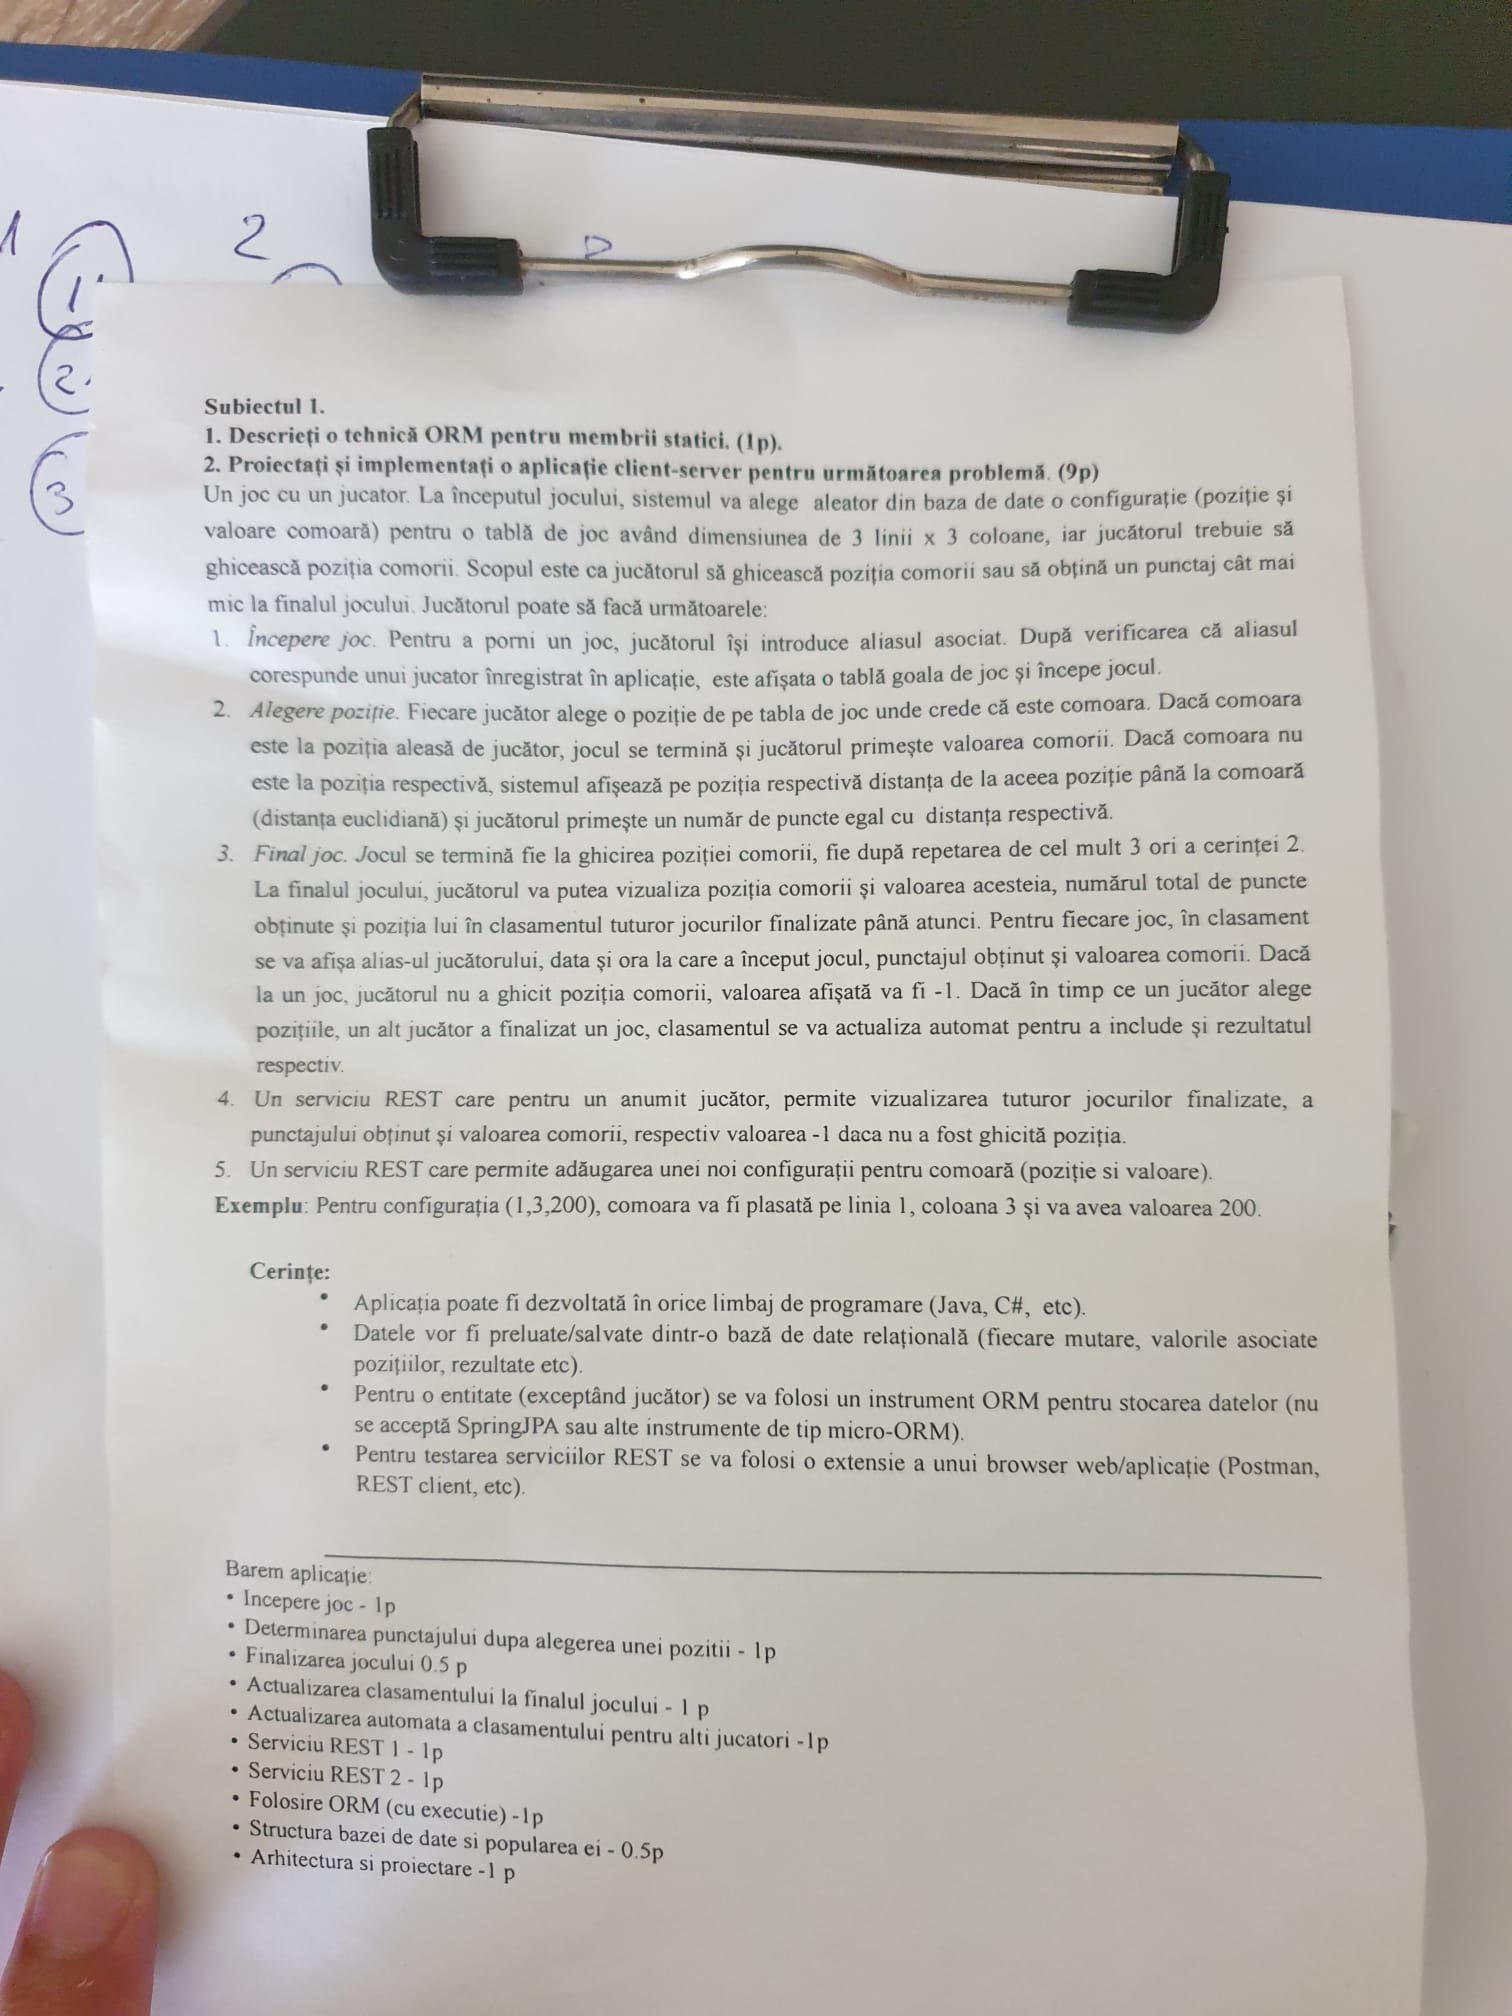 1 2
1.
2.
3
Subiectul 1.
1. Descrieți o tehnică ORM pentru membrii statici. (1p).
2. Proiectați și implementați o aplicație client-server pentru următoarea problemă. (9p)
Un joc cu un jucator. La începutul jocului, sistemul va alege aleator din baza de date o configurație (poziție și
valoare comoară) pentru o tablă de joc având dimensiunea de 3 linii x 3 coloane, iar jucătorul trebuie să
ghicească poziția comorii. Scopul este ca jucătorul să ghicească poziția comorii sau să obțină un punctaj cât mai
mic la finalul jocului. Jucătorul poate să facă următoarele:
1. Începere joc. Pentru a porni un joc, jucătorul își introduce aliasul asociat. După verificarea că aliasul
corespunde unui jucator înregistrat în aplicație, este afișata o tablă goala de joc și începe jocul.
2. Alegere poziție. Fiecare jucător alege o poziție de pe tabla de joc unde crede că este comoara. Dacă comoara
este la poziția aleasă de jucător, jocul se termină și jucătorul primește valoarea comorii. Dacă comoara nu
este la poziția respectivă, sistemul afișează pe poziția respectivă distanța de la aceea poziție până la comoară
(distanța euclidiană) și jucătorul primește un număr de puncte egal cu distanța respectivă.
3. Final joc. Jocul se termină fie la ghicirea poziției comorii, fie după repetarea de cel mult 3 ori a cerinței 2.
La finalul jocului, jucătorul va putea vizualiza poziția comorii și valoarea acesteia, numărul total de puncte
obținute și poziția lui în clasamentul tuturor jocurilor finalizate până atunci. Pentru fiecare joc, în clasament
se va afișa alias-ul jucătorului, data și ora la care a început jocul, punctajul obținut și valoarea comorii. Dacă
la un joc, jucătorul nu a ghicit poziția comorii, valoarea afișată va fi -1. Dacă în timp ce un jucător alege
pozițiile, un alt jucător a finalizat un joc, clasamentul se va actualiza automat pentru a include și rezultatul
respectiv.
4. Un serviciu REST care pentru un anumit jucător, permite vizualizarea tuturor jocurilor finalizate, a
punctajului obținut și valoarea comorii, respectiv valoarea -1 daca nu a fost ghicită poziția.
5. Un serviciu REST care permite adăugarea unei noi configurații pentru comoară (poziție si valoare).
Exemplu: Pentru configurația (1,3,200), comoara va fi plasată pe linia 1, coloana 3 și va avea valoarea 200.
Cerințe:
• Aplicația poate fi dezvoltată în orice limbaj de programare (Java, C#, etc).
• Datele vor fi preluate/salvate dintr-o bază de date relațională (fiecare mutare, valorile asociate
pozițiilor, rezultate etc).
• Pentru o entitate (exceptând jucător) se va folosi un instrument ORM pentru stocarea datelor (nu
se acceptă SpringJPA sau alte instrumente de tip micro-ORM).
• Pentru testarea serviciilor REST se va folosi o extensie a unui browser web/aplicație (Postman,
REST client, etc).
Barem aplicație:
• Incepere joc - 1p
• Determinarea punctajului dupa alegerea unei pozitii - 1p
• Finalizarea jocului 0.5 p
• Actualizarea clasamentului la finalul jocului - 1 p
• Actualizarea automata a clasamentului pentru alti jucatori -1p
• Serviciu REST 1 - 1p
• Serviciu REST 2 - 1p
• Folosire ORM (cu executie) -1p
• Structura bazei de date si popularea ei - 0.5p
• Arhitectura si proiectare -1 p